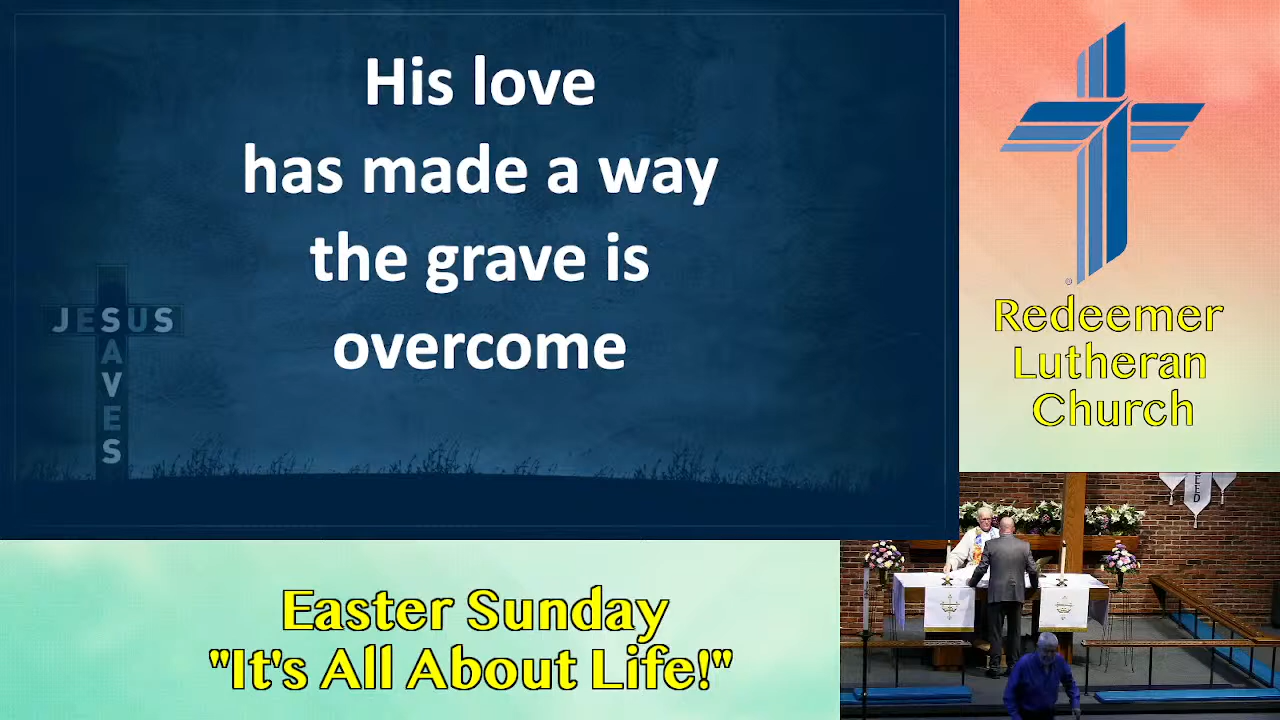 His love
has made a way
the grave is
overcome
JESUS
SAVES
®
Redeemer
Lutheran
Church
Easter Sunday
"It's All About Life!"